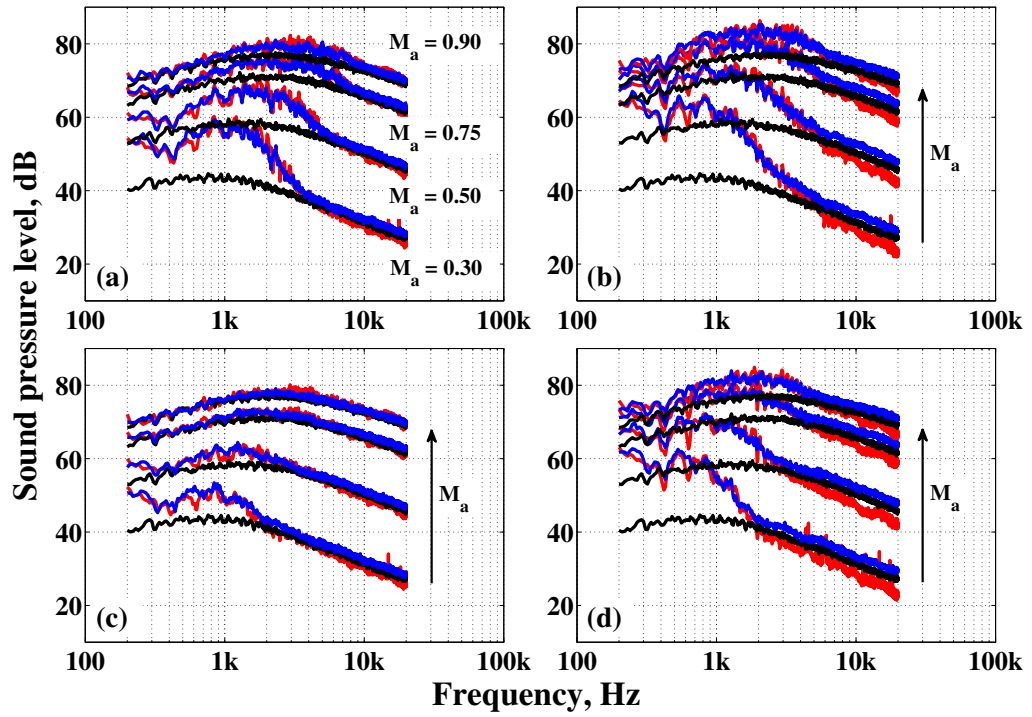 Sound pressure level, dB
80
60
40
20
(a)
M_a = 0.90
M_a = 0.75
M_a = 0.50
M_a = 0.30
100 1k 10k 100k
80
60
40
20
(b)
M_a
100 1k 10k 100k
80
60
40
20
(c)
M_a
100 1k 10k 100k
80
60
40
20
(d)
M_a
100 1k 10k 100k
Frequency, Hz